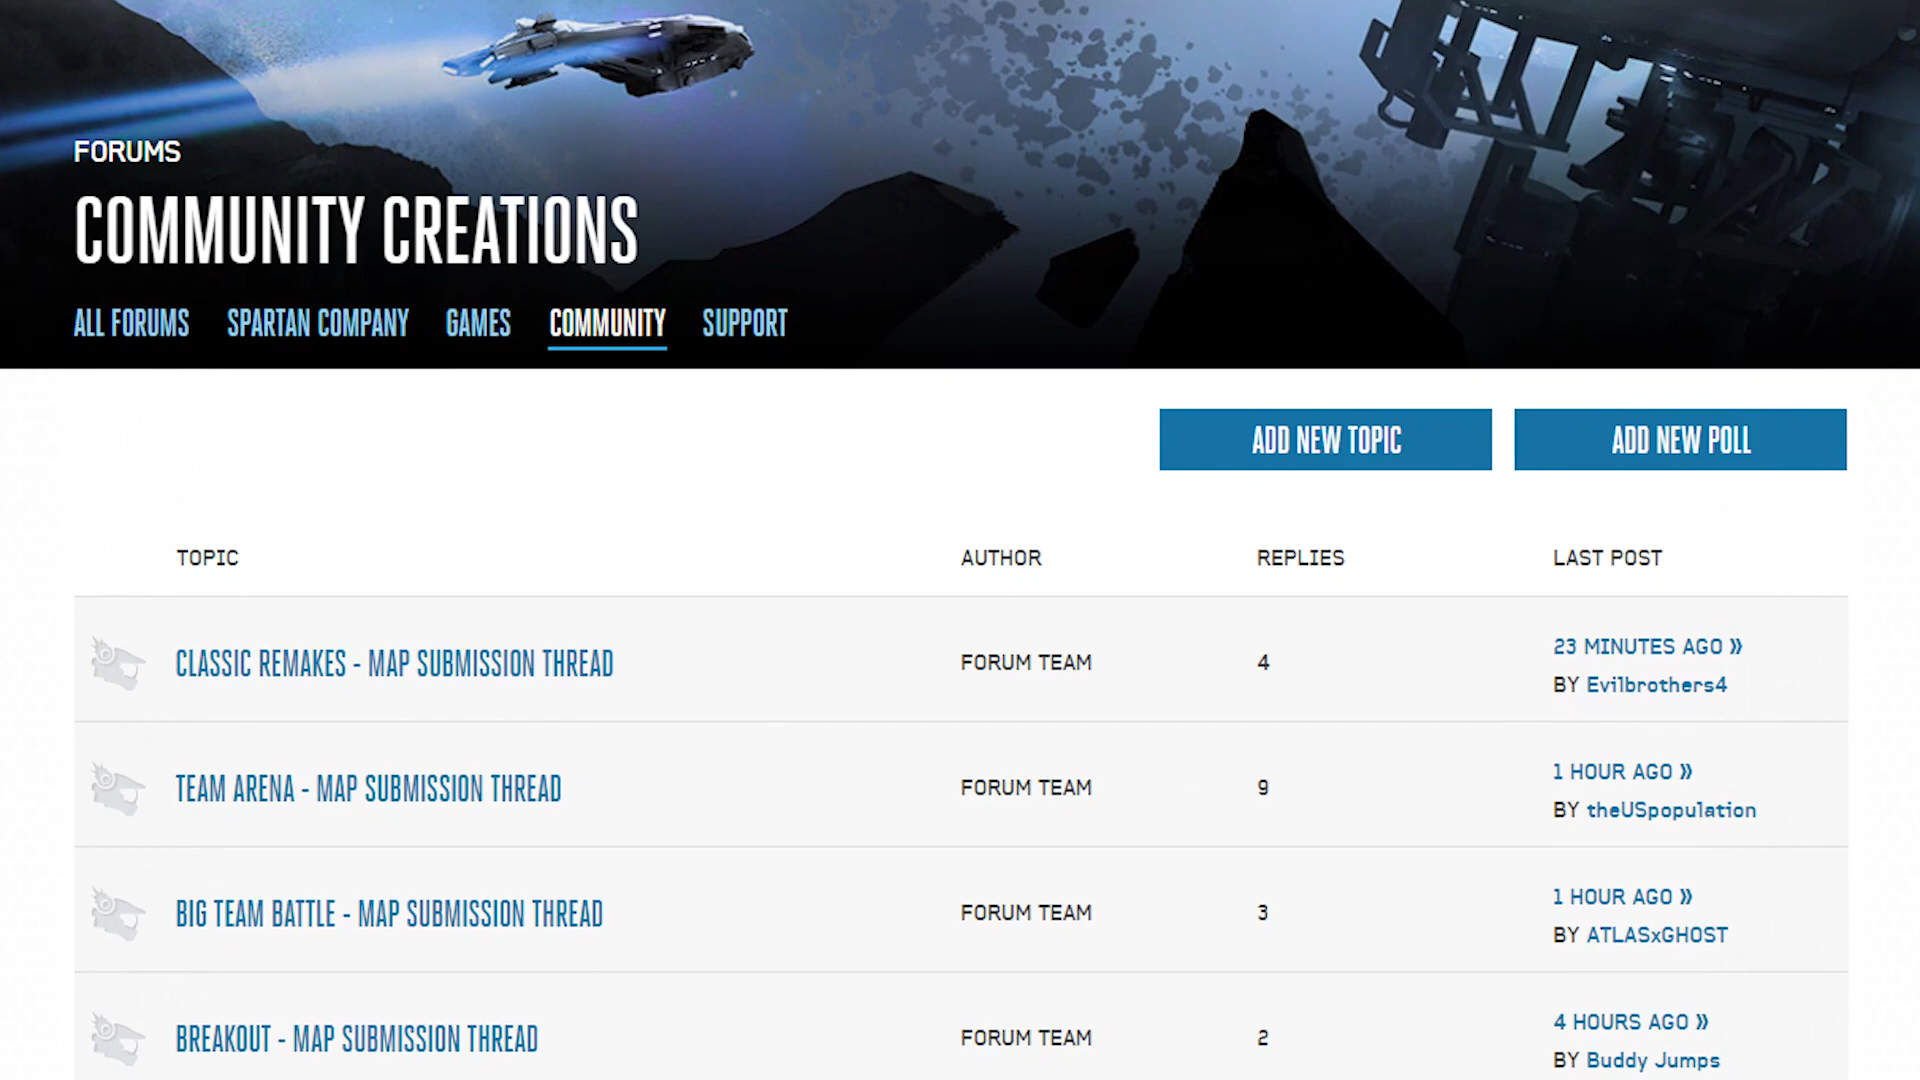 FORUMS
COMMUNITY CREATIONS
ALL FORUMS SPARTAN COMPANY GAMES COMMUNITY SUPPORT
ADD NEW TOPIC ADD NEW POLL
TOPIC AUTHOR REPLIES LAST POST
CLASSIC REMAKES - MAP SUBMISSION THREAD FORUM TEAM 4 23 MINUTES AGO »
BY Evilbrothers4
TEAM ARENA - MAP SUBMISSION THREAD FORUM TEAM 9 1 HOUR AGO »
BY theUSpopulation
BIG TEAM BATTLE - MAP SUBMISSION THREAD FORUM TEAM 3 1 HOUR AGO »
BY ATLASxGHOST
BREAKOUT - MAP SUBMISSION THREAD FORUM TEAM 2 4 HOURS AGO »
BY Buddy Jumps